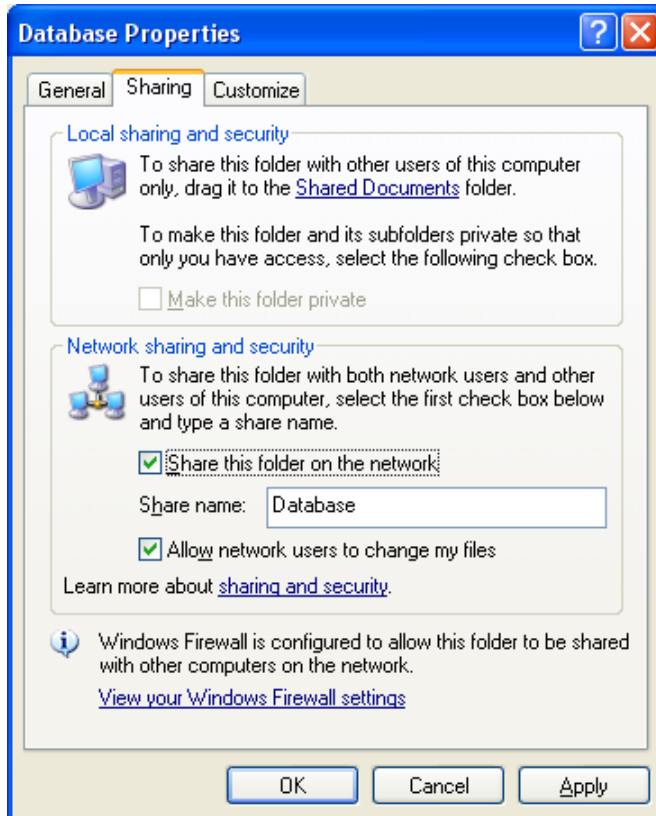 Database Properties
General
Sharing
Customize
Local sharing and security
To share this folder with other users of this computer
only, drag it to the Shared Documents folder.
To make this folder and its subfolders private so that
only you have access, select the following check box.
Make this folder private
Network sharing and security
To share this folder with both network users and other
users of this computer, select the first check box below
and type a share name.
Share this folder on the network
Share name: Database
Allow network users to change my files
Learn more about sharing and security.
Windows Firewall is configured to allow this folder to be shared
with other computers on the network.
View your Windows Firewall settings
OK
Cancel
Apply